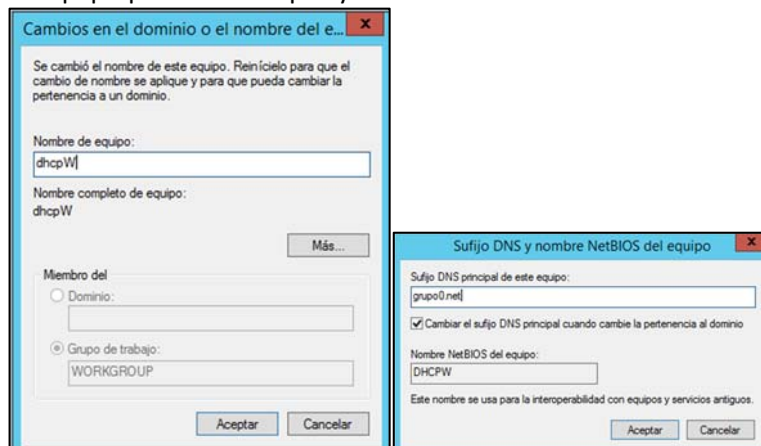 Cambios en el dominio o el nombre del e...
Se cambió el nombre de este equipo. Reinícielo para que el
cambio de nombre se aplique y para que pueda cambiar la
pertenencia a un dominio.
Nombre de equipo:
dhcpW
Nombre completo de equipo:
dhcpW
Más...
Miembro del
Dominio:
Grupo de trabajo:
WORKGROUP
Aceptar Cancelar
Sufijo DNS y nombre NetBIOS del equipo
Sufijo DNS principal de este equipo:
grupo0.net
Cambiar el sufijo DNS principal cuando cambie la pertenencia al dominio
Nombre NetBIOS del equipo:
DHCPW
Este nombre se usa para la interoperabilidad con equipos y servicios antiguos.
Aceptar Cancelar